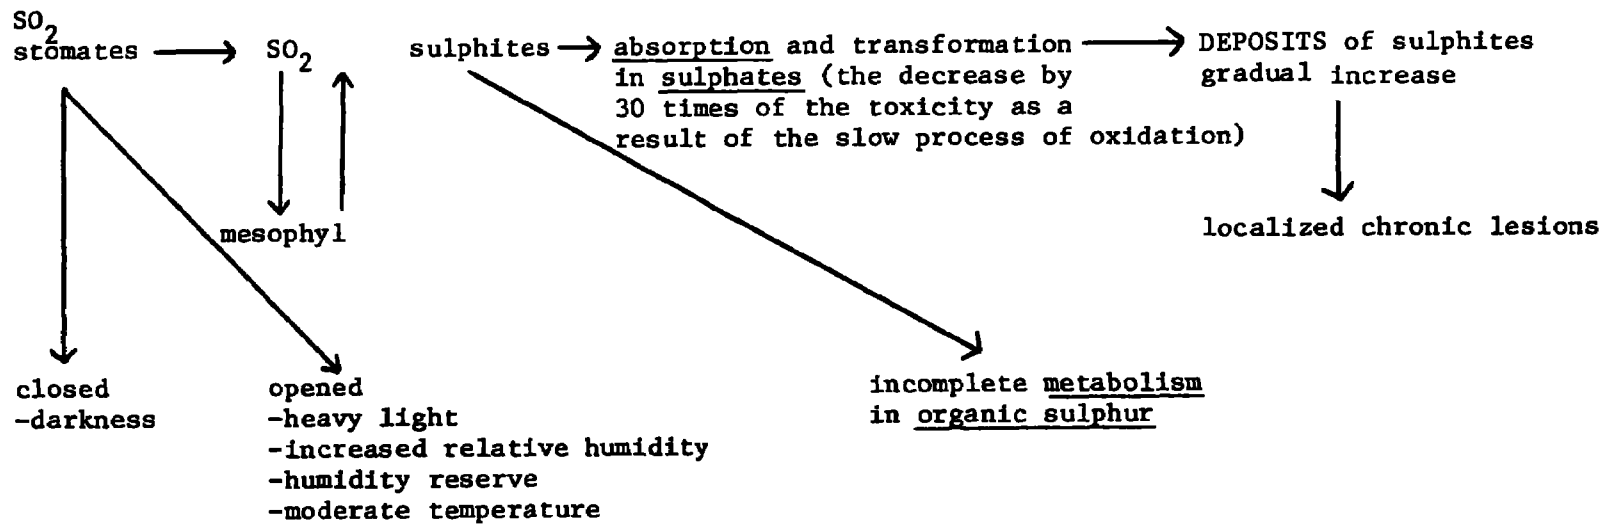 SO2
stomates
SO2
mesophyl
sulphites
absorption and transformation
in sulphates (the decrease by
30 times of the toxicity as a
result of the slow process of oxidation)
DEPOSITS of sulphites
gradual increase
localized chronic lesions
closed
-darkness
opened
-heavy light
-increased relative humidity
-humidity reserve
-moderate temperature
incomplete metabolism
in organic sulphur